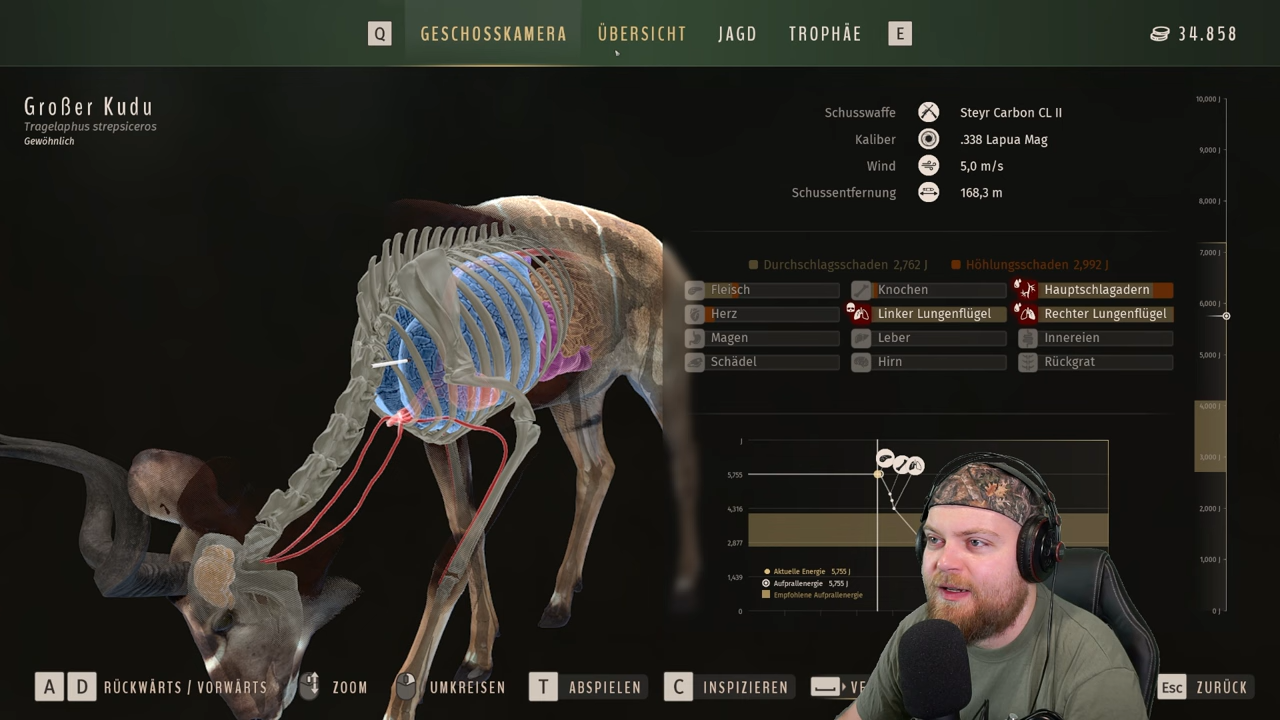 Q GESCHOSSKAMERA ÜBERSICHT JAGD TROPHÄE E 34.858
Großer Kudu
Tragelaphus strepsiceros
Gewöhnlich
Schusswaffe Steyr Carbon CL II
Kaliber .338 Lapua Mag
Wind 5,0 m/s
Schussentfernung 168,3 m
Durchschlagsschaden 2,762 J Höhlungsschaden 2,992 J
Fleisch Knochen Hauptschlagadern
Herz Linker Lungenflügel Rechter Lungenflügel
Magen Leber Innereien
Schädel Hirn Rückgrat
J
5,755
4,316
2,877
1,439
0
Aktuelle Energie 5,755 J
Aufprallenergie 5,755 J
Empfohlene Aufprallenergie
10,000 J
9,000 J
8,000 J
7,000 J
6,000 J
5,000 J
4,000 J
3,000 J
2,000 J
1,000 J
0 J
A D RÜCKWÄRTS / VORWÄRTS ZOOM UMKREISEN T ABSPIELEN C INSPIZIEREN VE Esc ZURÜCK